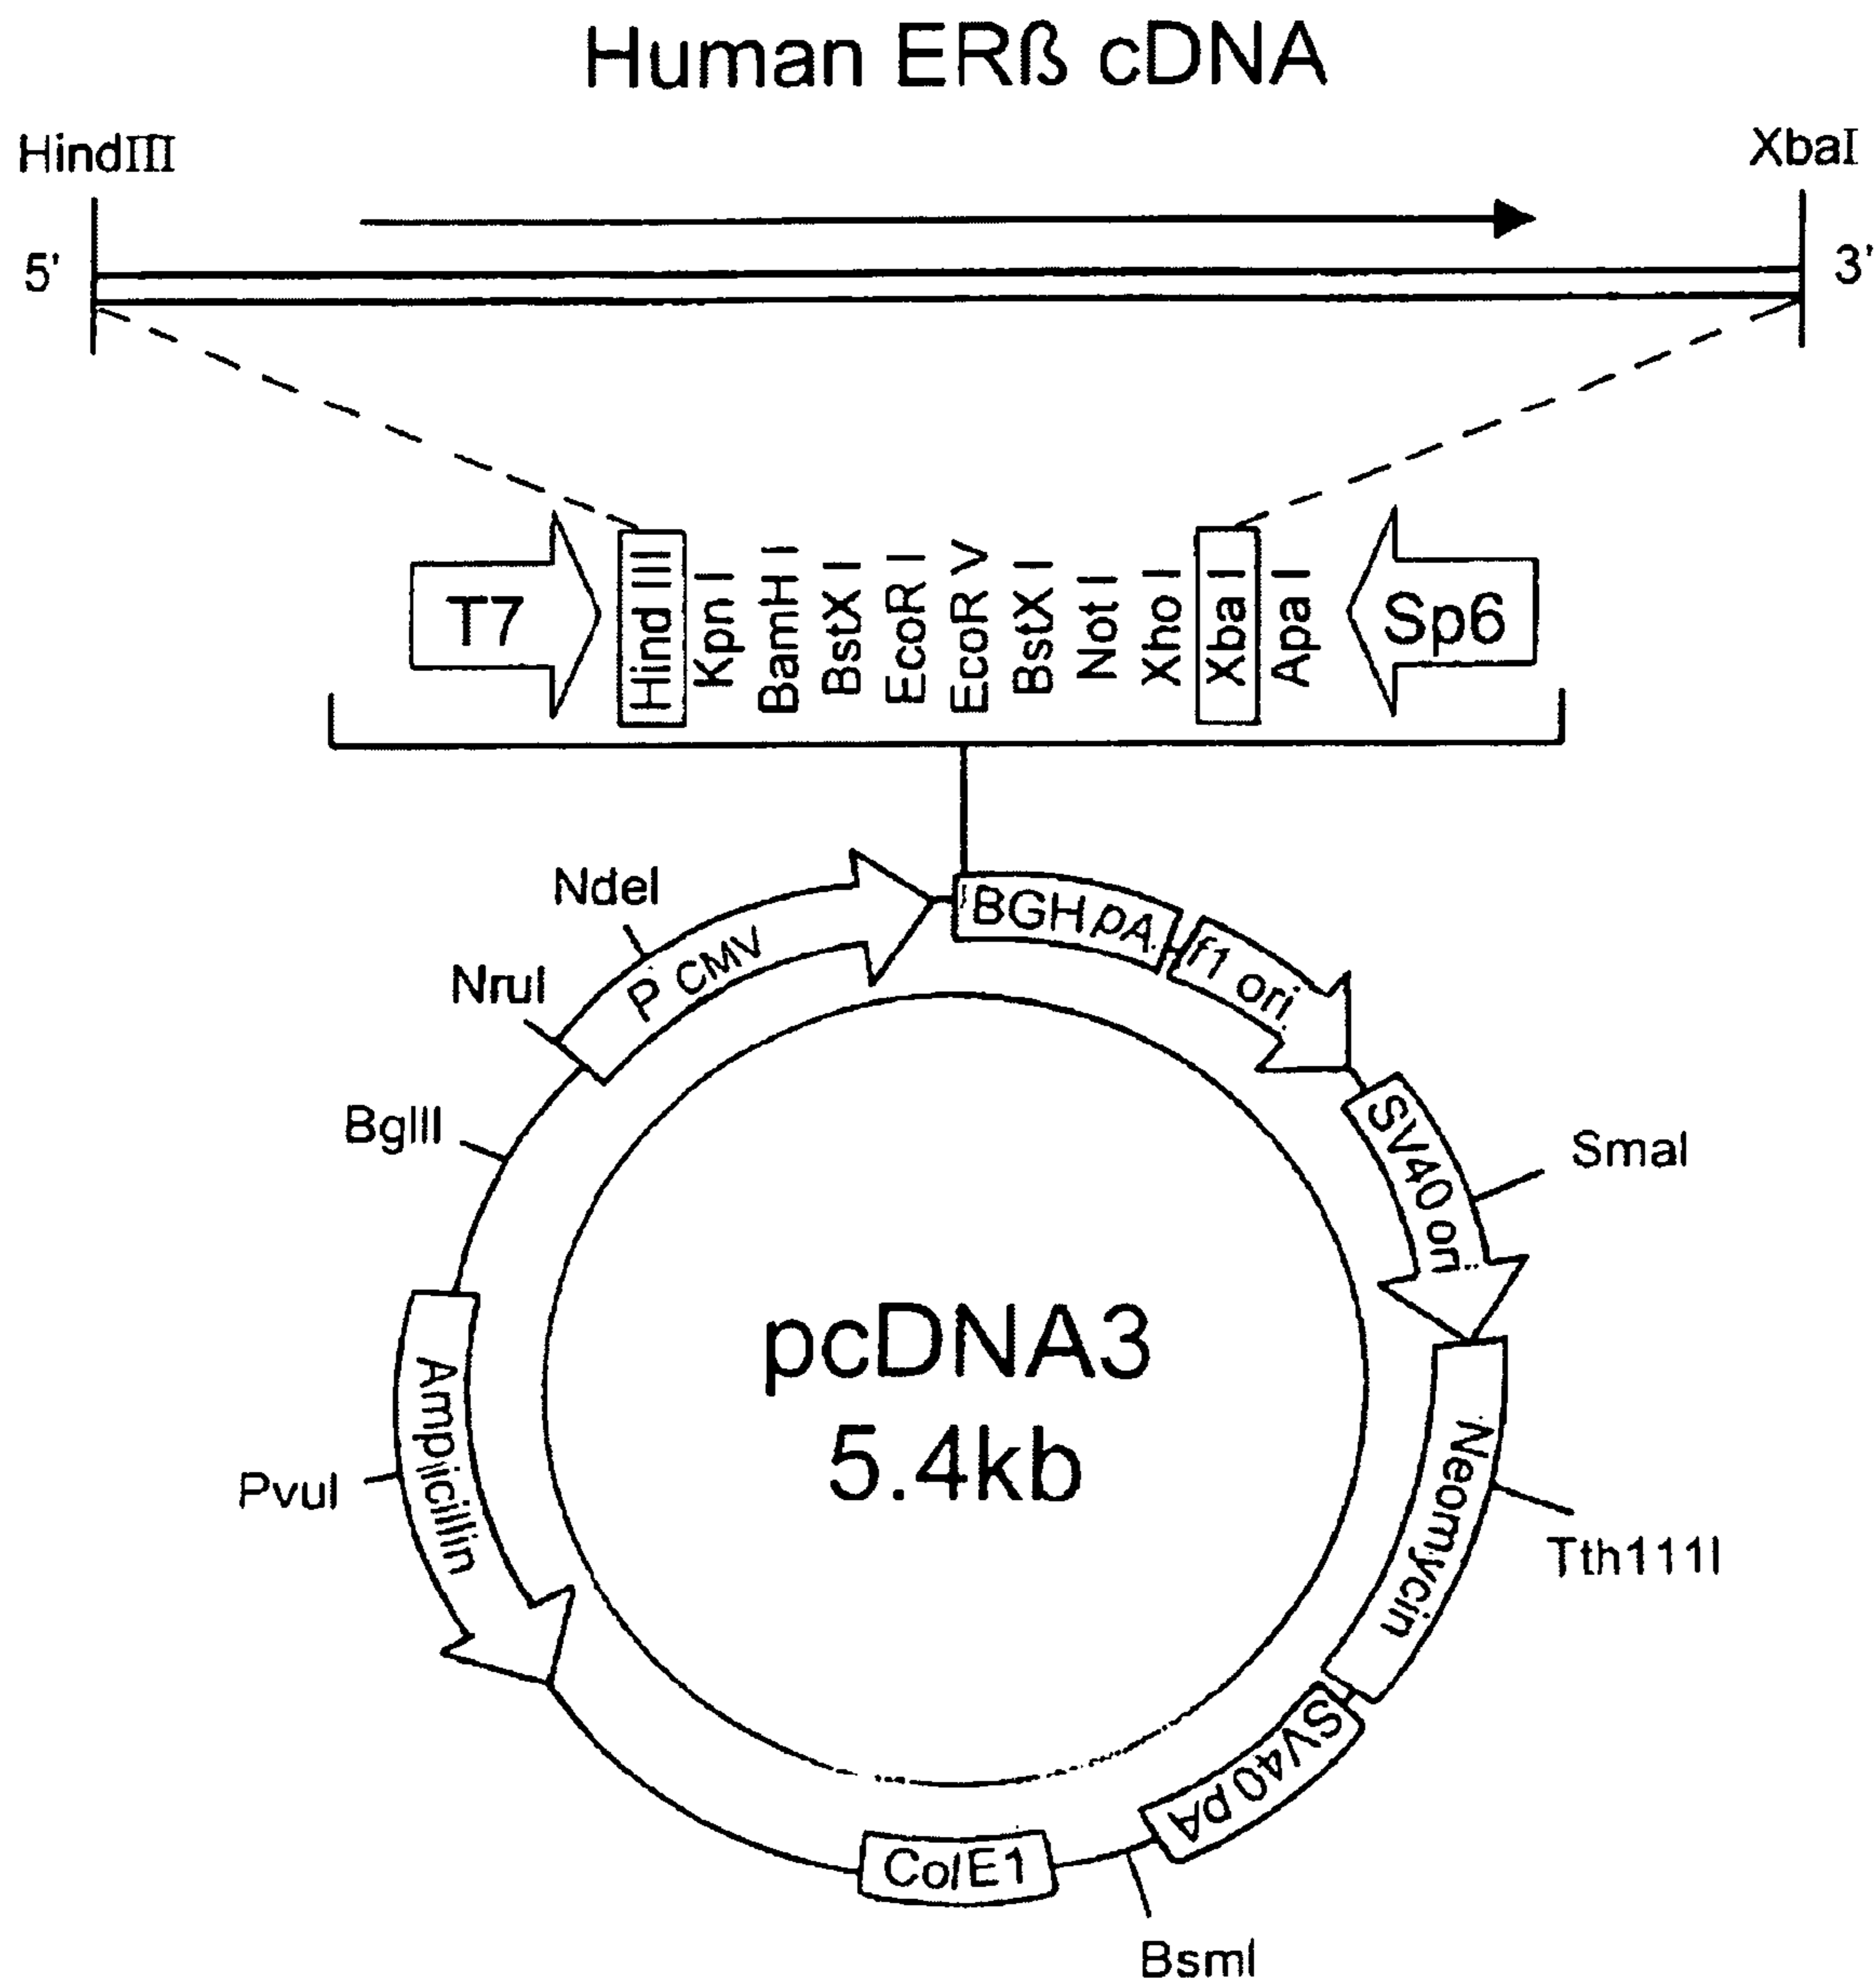 Human ERß cDNA
HindIII
XbaI
5'
3'
T7
Hind III
Kpn I
BamH I
BstX I
EcoR I
EcoR V
BstX I
Not I
Xho I
Xba I
Apa I
Sp6
NdeI
NruI
BglII
PvuI
P CMV
BGH pA
f1 ori
SV40 ori
SmaI
Neomycin
Tth111I
SV40 pA
BsmI
ColE1
Ampicillin
pcDNA3
5.4kb